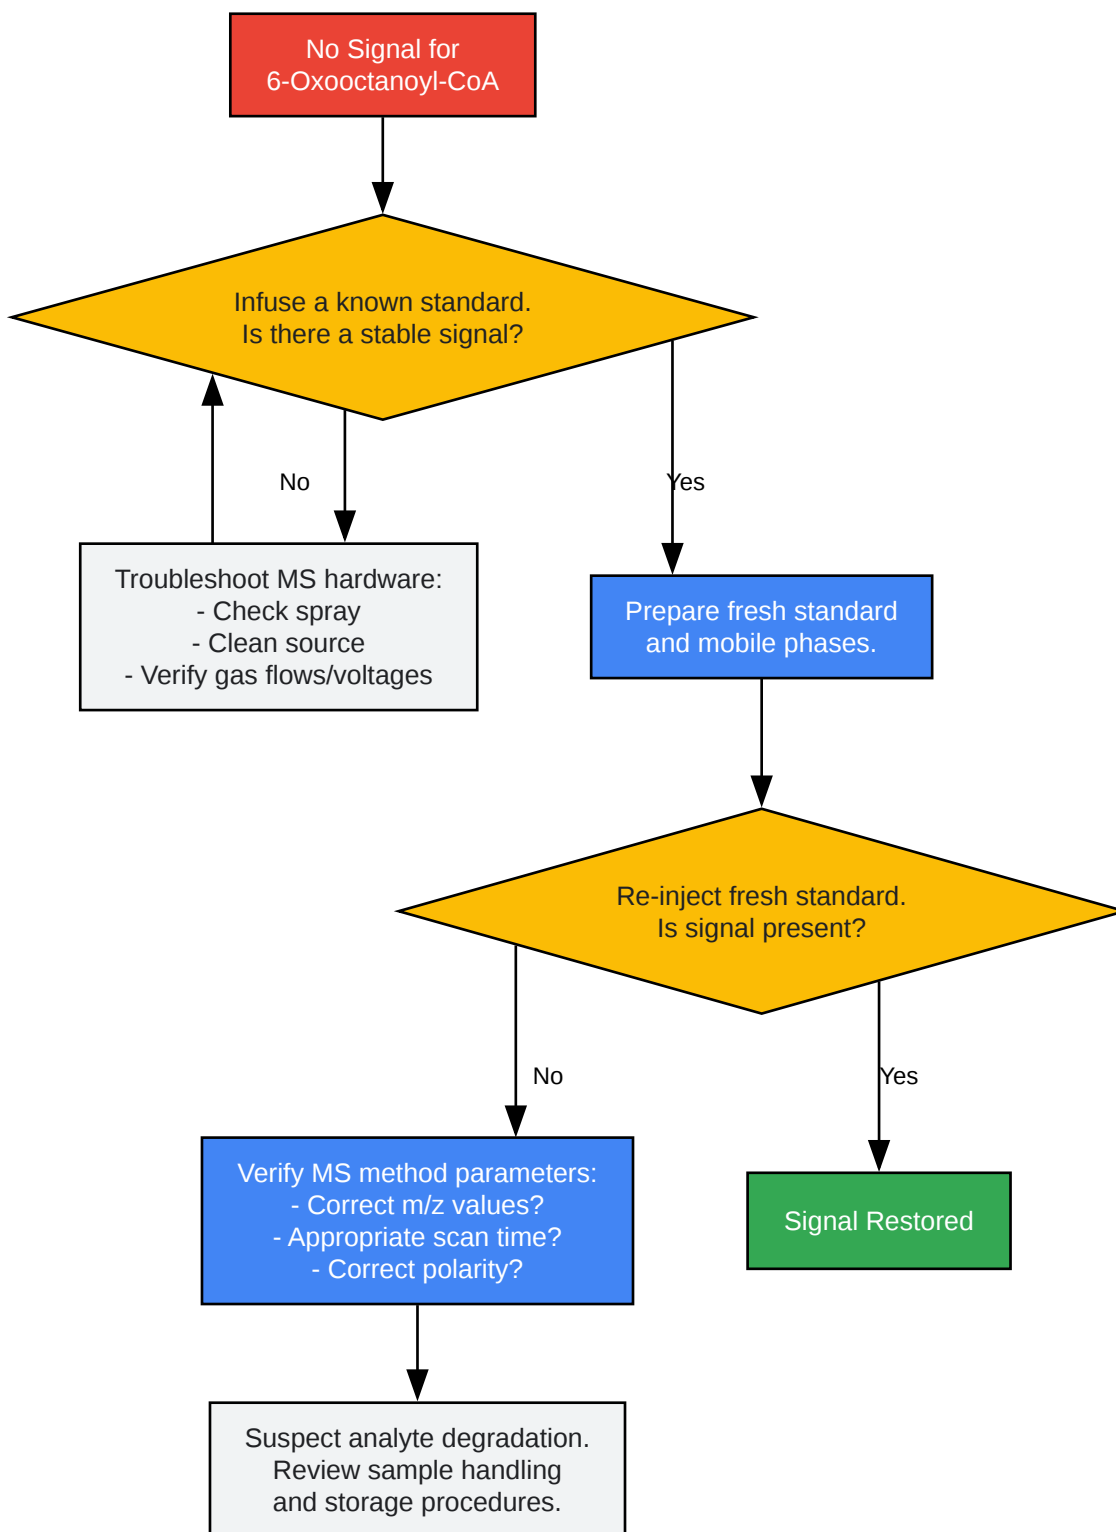 No Signal for
6-Oxooctanoyl-CoA
Infuse a known standard.
Is there a stable signal?
No
Yes
Troubleshoot MS hardware:
- Check spray
- Clean source
- Verify gas flows/voltages
Prepare fresh standard
and mobile phases.
Re-inject fresh standard.
Is signal present?
No
Yes
Verify MS method parameters:
- Correct m/z values?
- Appropriate scan time?
- Correct polarity?
Signal Restored
Suspect analyte degradation.
Review sample handling
and storage procedures.